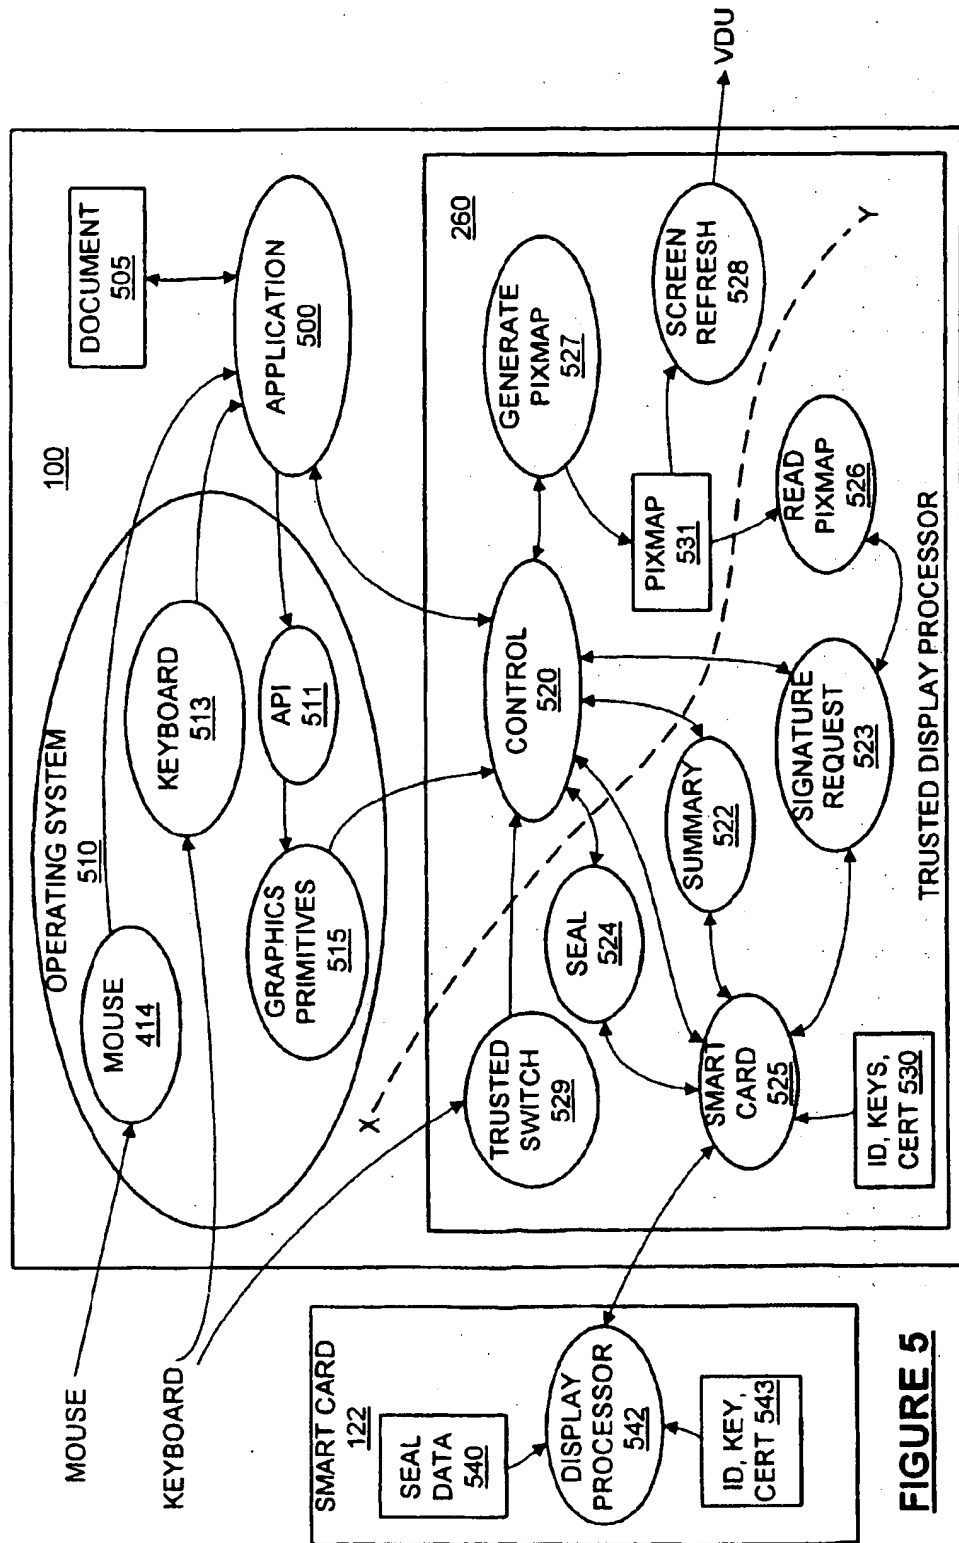 MOUSE
KEYBOARD
100
OPERATING SYSTEM
510
MOUSE
414
KEYBOARD
513
API
511
GRAPHICS
PRIMITIVES
515
DOCUMENT
505
APPLICATION
500
VDU
260
X
TRUSTED
SWITCH
529
CONTROL
520
GENERATE
PIXMAP
527
SEAL
524
PIXMAP
531
SCREEN
REFRESH
528
SUMMARY
522
READ
PIXMAP
526
Y
SMART
CARD
525
SIGNATURE
REQUEST
523
ID, KEYS,
CERT 530
TRUSTED DISPLAY PROCESSOR
SMART CARD
122
SEAL
DATA
540
DISPLAY
PROCESSOR
542
ID, KEY,
CERT 543
FIGURE 5